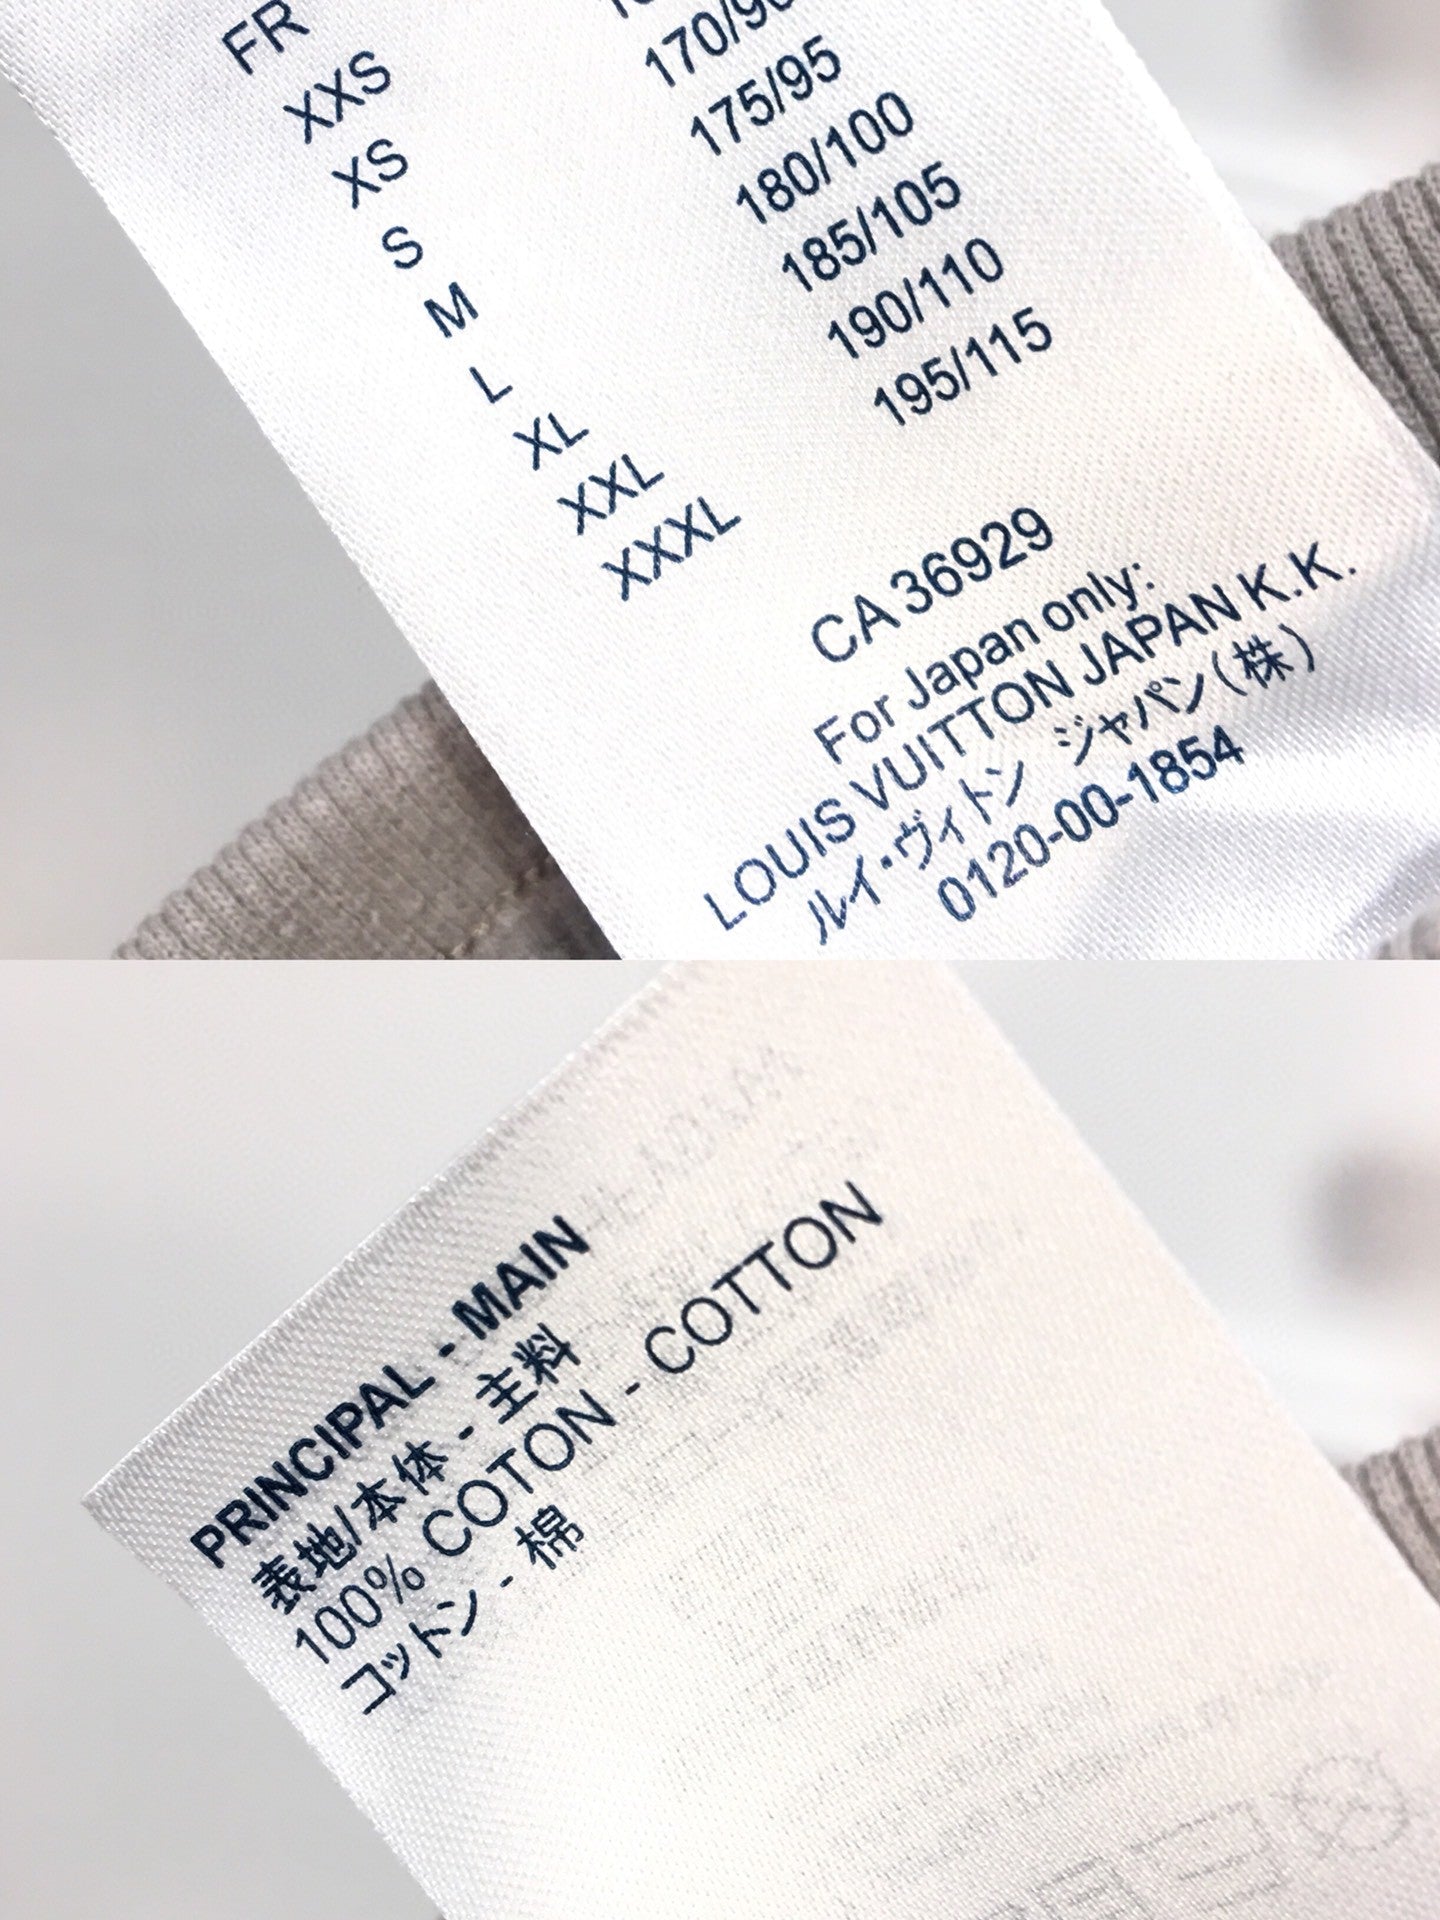 FR
XXS
XS
S 175/95
M 180/100
L 185/105
XL 190/110
XXL 195/115
XXXL
CA 36929
For Japan only:
LOUIS VUITTON JAPAN K.K.
ルイ・ヴィトン ジャパン(株)
0120-00-1854
PRINCIPAL - MAIN
表地/本体 - 主料
100% COTON - COTTON
コットン - 棉